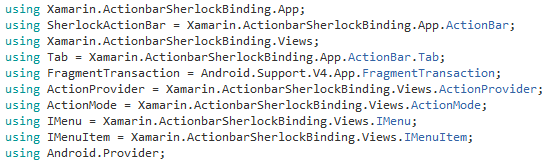 using Xamarin.ActionbarSherlockBinding.App;
using SherlockActionBar = Xamarin.ActionbarSherlockBinding.App.ActionBar;
using Xamarin.ActionbarSherlockBinding.Views;
using Tab = Xamarin.ActionbarSherlockBinding.App.ActionBar.Tab;
using FragmentTransaction = Android.Support.V4.App.FragmentTransaction;
using ActionProvider = Xamarin.ActionbarSherlockBinding.Views.ActionProvider;
using ActionMode = Xamarin.ActionbarSherlockBinding.Views.ActionMode;
using IMenu = Xamarin.ActionbarSherlockBinding.Views.IMenu;
using IMenuItem = Xamarin.ActionbarSherlockBinding.Views.IMenuItem;
using Android.Provider;